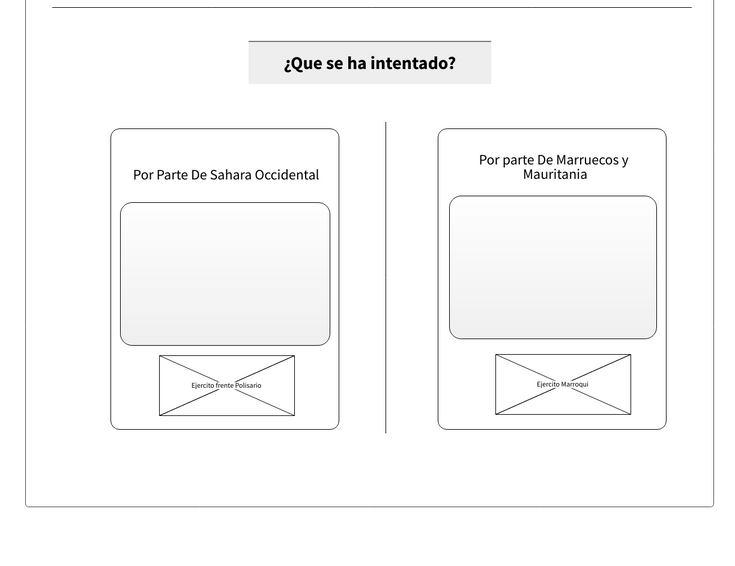 ¿Que se ha intentado?
Por Parte De Sahara Occidental
Ejercito frente Polisario
Por parte De Marruecos y
Mauritania
Ejercito Marroqui